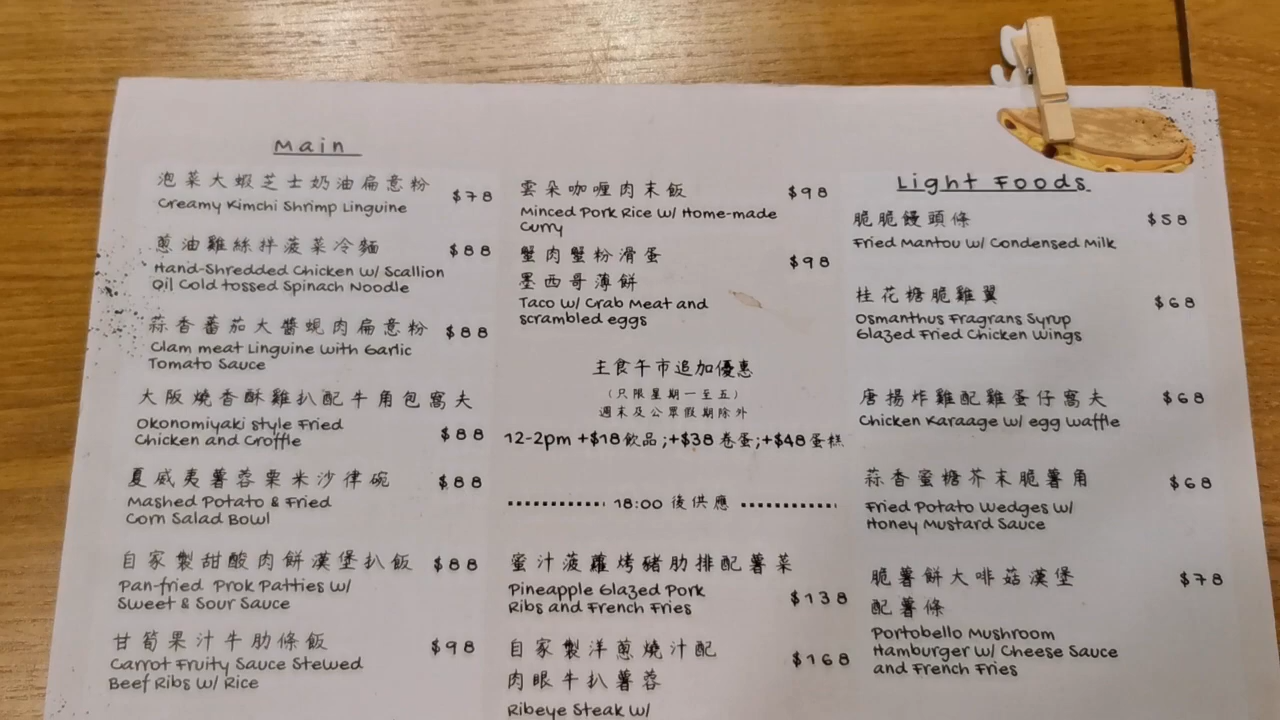 Main
泡菜大蝦芝士奶油扁意粉
$78
Creamy Kimchi Shrimp Linguine
蔥油雞絲拌菠菜冷麵
$88
Hand-Shredded Chicken w/ Scallion
Oil Cold tossed Spinach Noodle
蒜香蕃茄大醬蜆肉扁意粉
$88
Clam meat Linguine with Garlic
Tomato Sauce
大阪燒香酥雞扒配牛角包窩夫
Okonomiyaki style Fried
Chicken and Croffle
$88
夏威夷薯蓉粟米沙律碗
$88
Mashed Potato & Fried
Corn Salad Bowl
自家製甜酸肉餅漢堡扒飯
$88
Pan-fried Prok Patties w/
Sweet & Sour Sauce
甘筍果汁牛肋條飯
$98
Carrot Fruity Sauce Stewed
Beef Ribs w/ Rice
雲朵咖喱肉末飯
$98
Minced Pork Rice w/ Home-made
Curry
蟹肉蟹粉滑蛋
$98
墨西哥薄餅
Taco w/ Crab Meat and
scrambled eggs
主食午市追加優惠
(只限星期一至五)
週末及公眾假期除外
12-2pm +$18飲品;+$38卷蛋;+$48蛋糕
18:00 後供應
蜜汁菠蘿烤豬肋排配薯菜
Pineapple Glazed Pork
Ribs and French Fries
$138
自家製洋蔥燒汁配
$168
肉眼牛扒薯蓉
Ribeye Steak w/
Light Foods
脆脆饅頭條
$58
Fried Mantou w/ Condensed Milk
桂花糖脆雞翼
$68
Osmanthus Fragrans Syrup
Glazed Fried Chicken Wings
唐揚炸雞配雞蛋仔窩夫
$68
Chicken Karaage w/ egg waffle
蒜香蜜糖芥末脆薯角
$68
Fried Potato Wedges w/
Honey Mustard Sauce
脆薯餅大啡菇漢堡
$78
配薯條
Portobello Mushroom
Hamburger w/ Cheese Sauce
and French Fries